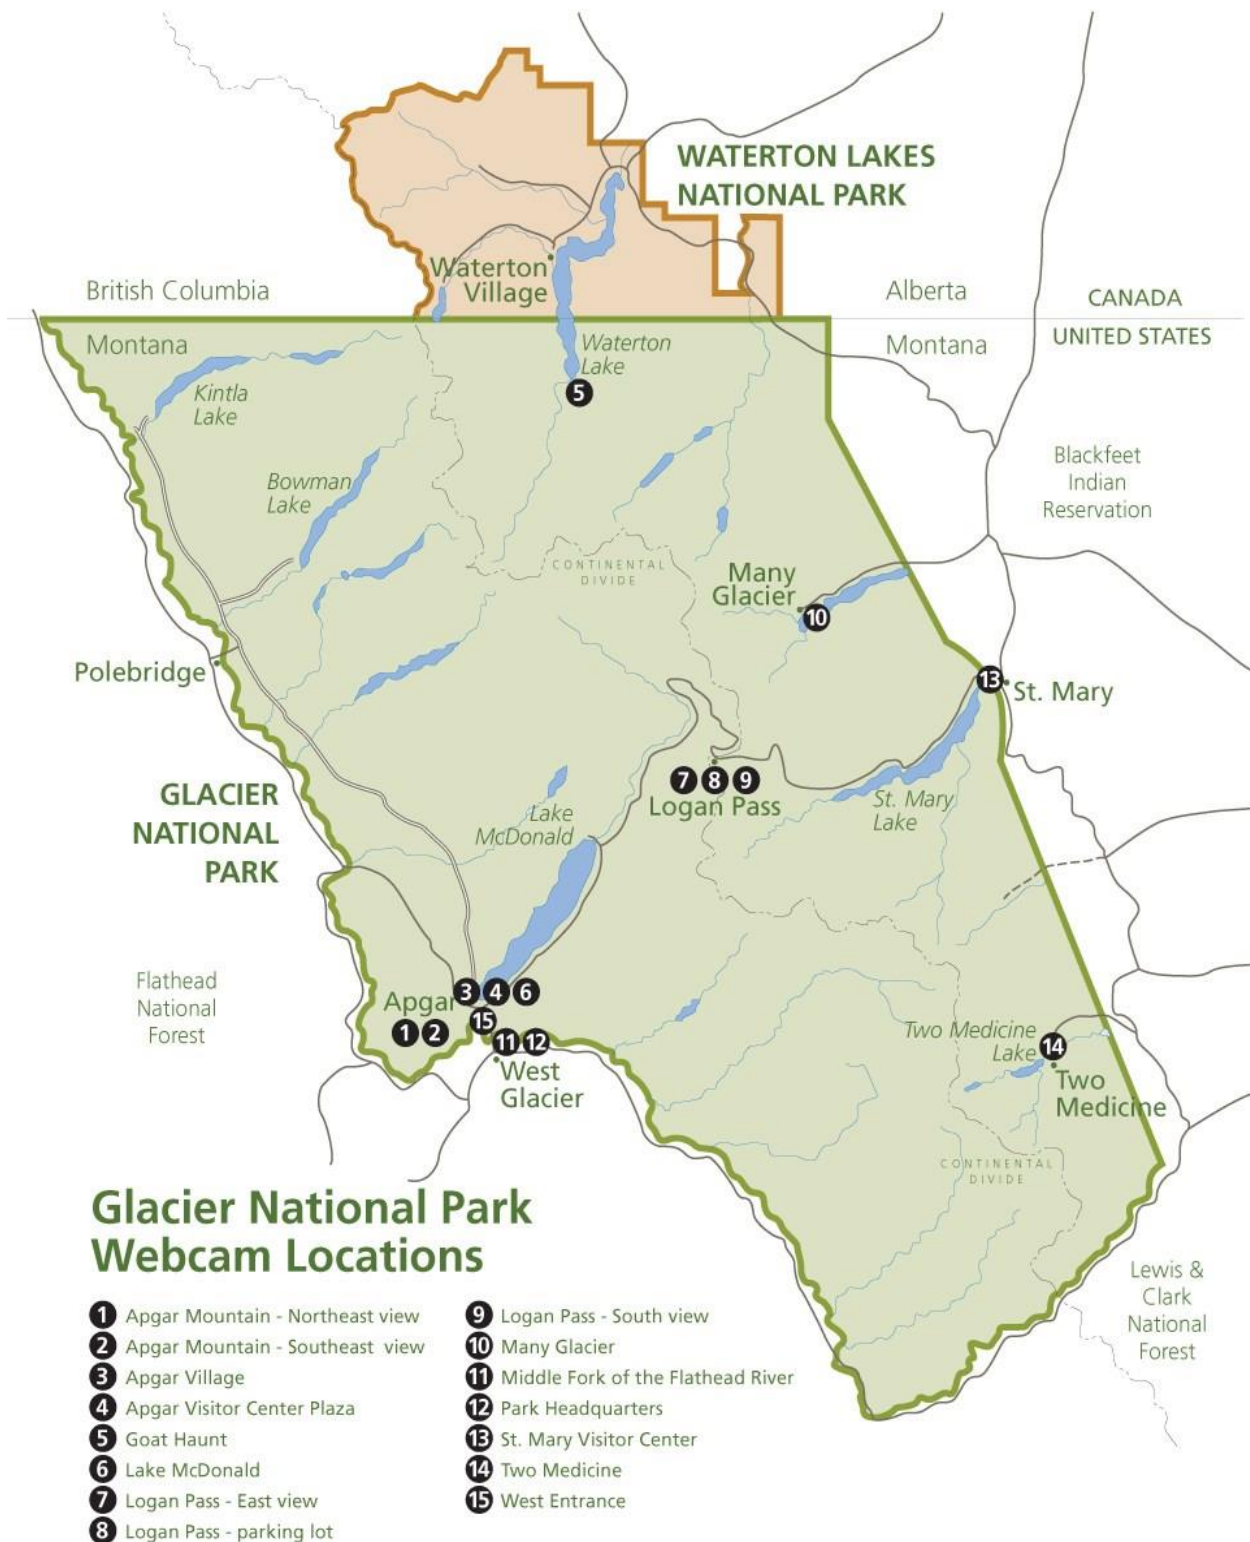 WATERTON LAKES
NATIONAL PARK
Waterton
Village
British Columbia
Alberta
CANADA
Montana
Montana
UNITED STATES
Waterton
Lake
5
Kintla
Lake
Bowman
Lake
Blackfeet
Indian
Reservation
CONTINENTAL
DIVIDE
Many
Glacier
10
Polebridge
13
St. Mary
7 8 9
Logan Pass
GLACIER
NATIONAL
PARK
Lake
McDonald
St. Mary
Lake
Flathead
National
Forest
3 4 6
Apgar
15
1 2
11 12
West
Glacier
Two Medicine
Lake
14
Two
Medicine
CONTINENTAL
DIVIDE
Lewis &
Clark
National
Forest
Glacier National Park
Webcam Locations
1 Apgar Mountain - Northeast view
2 Apgar Mountain - Southeast view
3 Apgar Village
4 Apgar Visitor Center Plaza
5 Goat Haunt
6 Lake McDonald
7 Logan Pass - East view
8 Logan Pass - parking lot
9 Logan Pass - South view
10 Many Glacier
11 Middle Fork of the Flathead River
12 Park Headquarters
13 St. Mary Visitor Center
14 Two Medicine
15 West Entrance